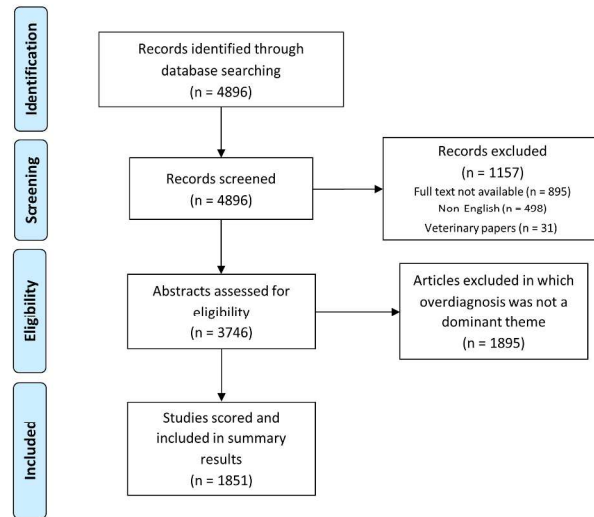 Identification
Records identified through
database searching
(n = 4896)
Screening
Records screened
(n = 4896)
Records excluded
(n = 1157)
Full text not available (n = 895)
Non English (n = 498)
Veterinary papers (n = 31)
Eligibility
Abstracts assessed for
eligibility
(n = 3746)
Articles excluded in which
overdiagnosis was not a
dominant theme
(n = 1895)
Included
Studies scored and
included in summary
results
(n = 1851)